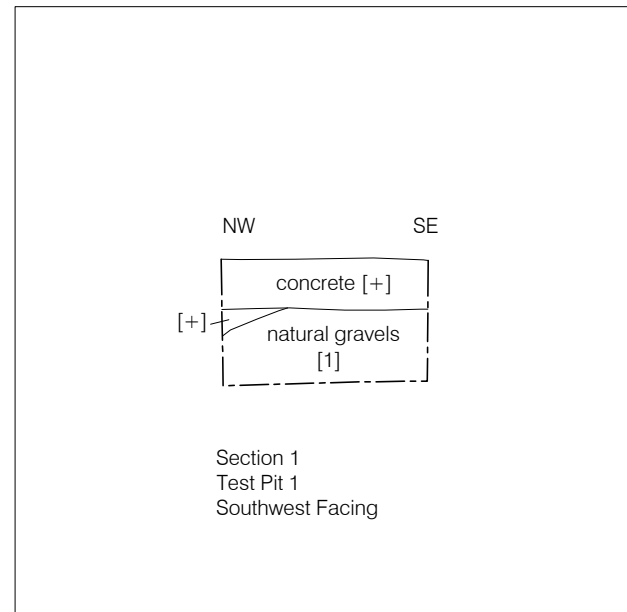 NW SE
concrete [+]
[+]
natural gravels
[1]
Section 1
Test Pit 1
Southwest Facing